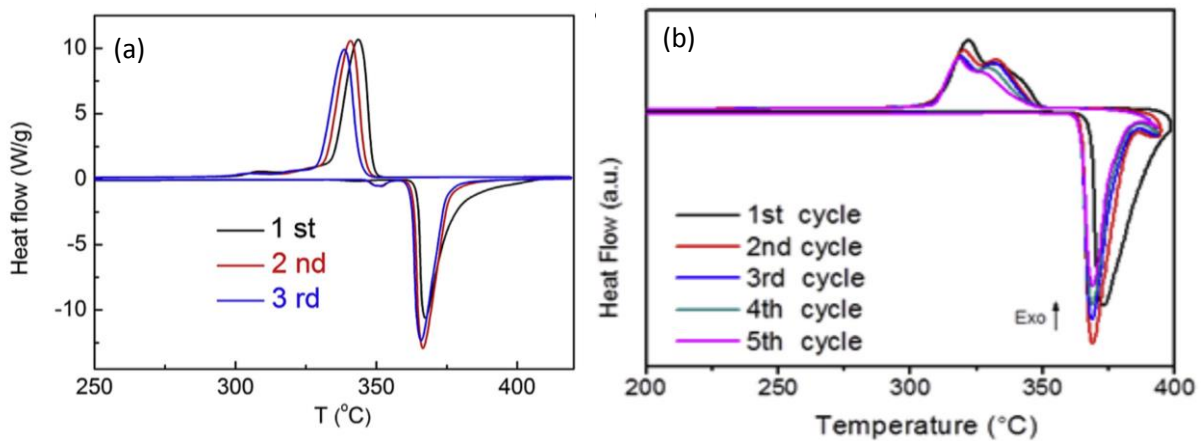 (a)
Heat flow (W/g)
10
5
0
-5
-10
1 st
2 nd
3 rd
250
300
350
400
T (°C)
(b)
Heat Flow (a.u.)
1st cycle
2nd cycle
3rd cycle
4th cycle
5th cycle
Exo ↑
200
250
300
350
400
Temperature (°C)